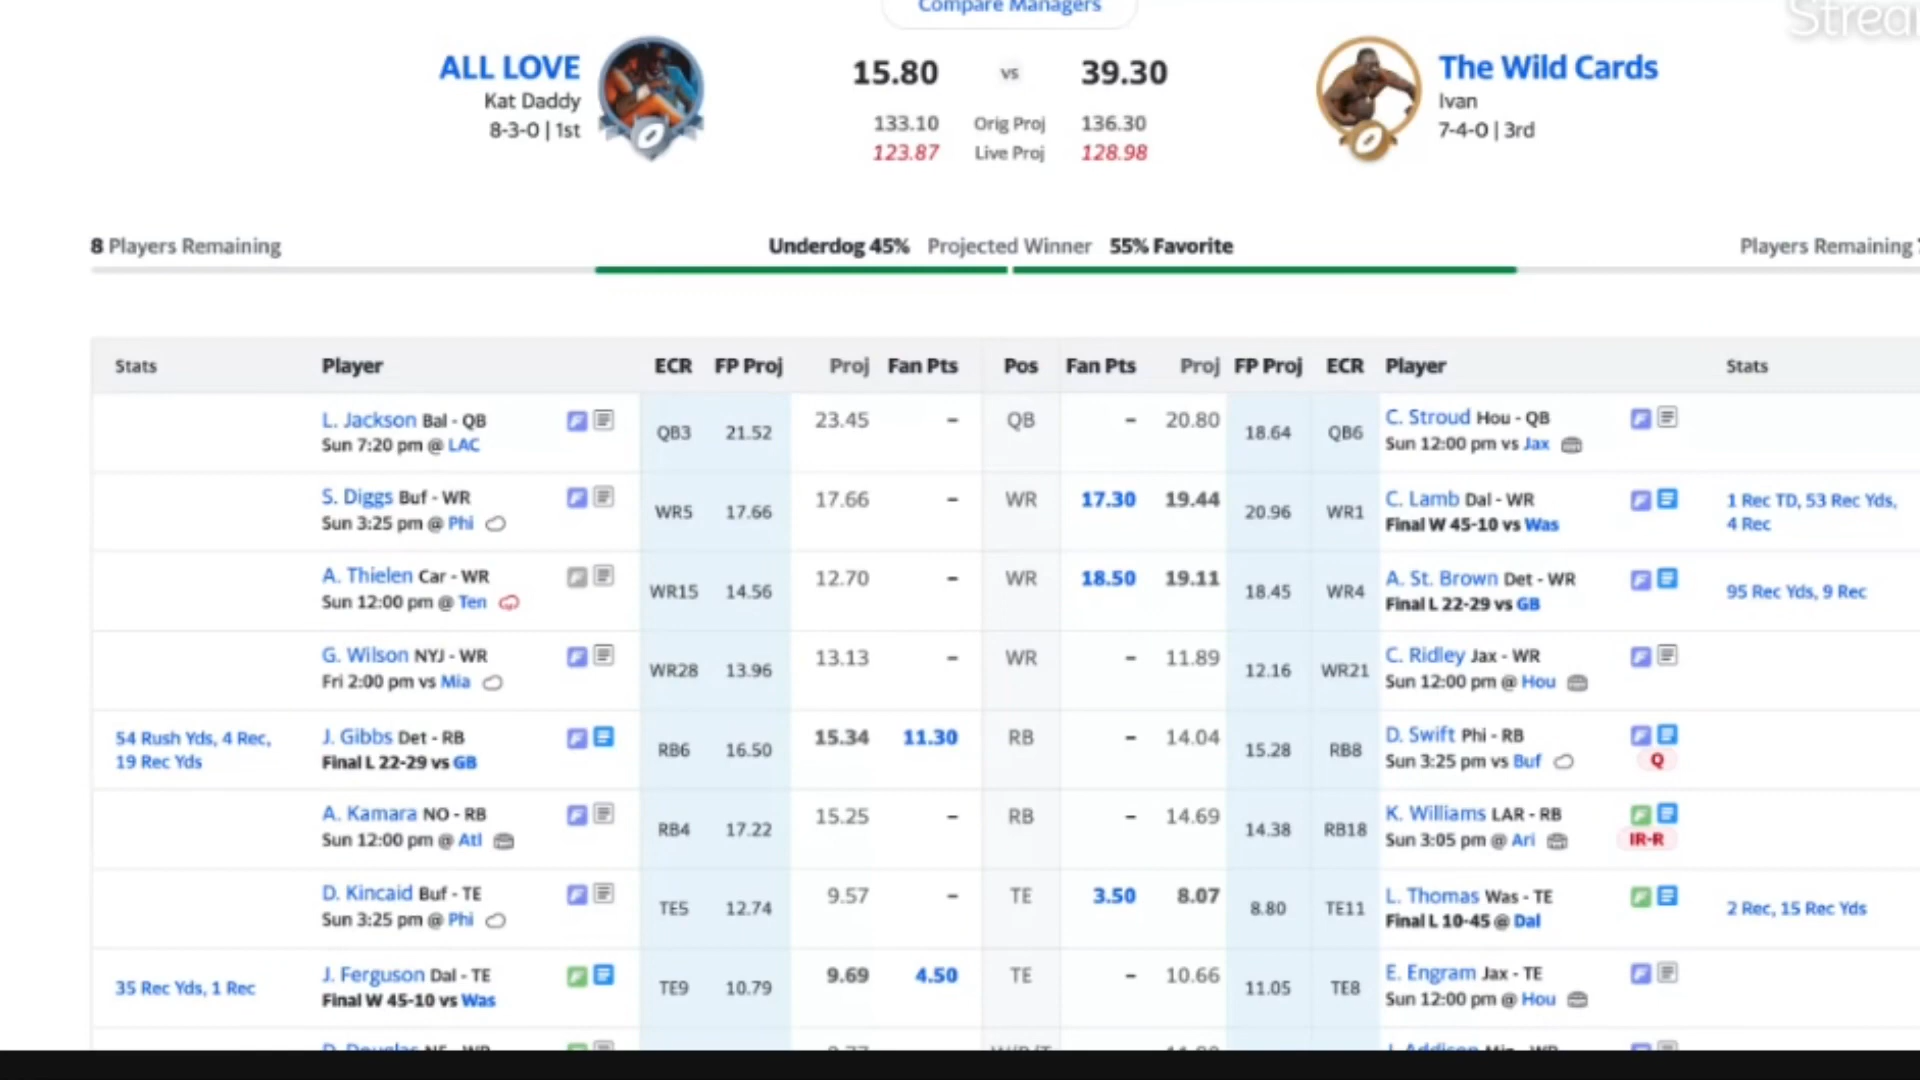 Compare Managers
ALL LOVE
Kat Daddy
8-3-0 | 1st
15.80 vs 39.30
133.10 Orig Proj 136.30
123.87 Live Proj 128.98
The Wild Cards
Ivan
7-4-0 | 3rd
8 Players Remaining
Underdog 45% Projected Winner 55% Favorite
Players Remaining
Stats Player ECR FP Proj Proj Fan Pts Pos Fan Pts Proj FP Proj ECR Player Stats
L. Jackson Bal - QB
Sun 7:20 pm @ LAC
QB3 21.52 23.45 – QB – 20.80 18.64 QB6
C. Stroud Hou - QB
Sun 12:00 pm vs Jax
S. Diggs Buf - WR
Sun 3:25 pm @ Phi
WR5 17.66 17.66 – WR 17.30 19.44 20.96 WR1
C. Lamb Dal - WR
Final W 45-10 vs Was
1 Rec TD, 53 Rec Yds,
4 Rec
A. Thielen Car - WR
Sun 12:00 pm @ Ten
WR15 14.56 12.70 – WR 18.50 19.11 18.45 WR4
A. St. Brown Det - WR
Final L 22-29 vs GB
95 Rec Yds, 9 Rec
G. Wilson NYJ - WR
Fri 2:00 pm vs Mia
WR28 13.96 13.13 – WR – 11.89 12.16 WR21
C. Ridley Jax - WR
Sun 12:00 pm @ Hou
54 Rush Yds, 4 Rec,
19 Rec Yds
J. Gibbs Det - RB
Final L 22-29 vs GB
RB6 16.50 15.34 11.30 RB – 14.04 15.28 RB8
D. Swift Phi - RB
Sun 3:25 pm vs Buf
Q
A. Kamara NO - RB
Sun 12:00 pm @ Atl
RB4 17.22 15.25 – RB – 14.69 14.38 RB18
K. Williams LAR - RB
Sun 3:05 pm @ Ari
IR-R
D. Kincaid Buf - TE
Sun 3:25 pm @ Phi
TE5 12.74 9.57 – TE 3.50 8.07 8.80 TE11
L. Thomas Was - TE
Final L 10-45 @ Dal
2 Rec, 15 Rec Yds
35 Rec Yds, 1 Rec
J. Ferguson Dal - TE
Final W 45-10 vs Was
TE9 10.79 9.69 4.50 TE – 10.66 11.05 TE8
E. Engram Jax - TE
Sun 12:00 pm @ Hou